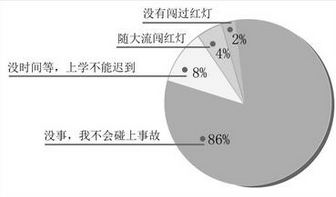 没有闯过红灯
2%
随大流闯红灯
4%
没时间等，上学不能迟到
8%
没事，我不会碰上事故
86%